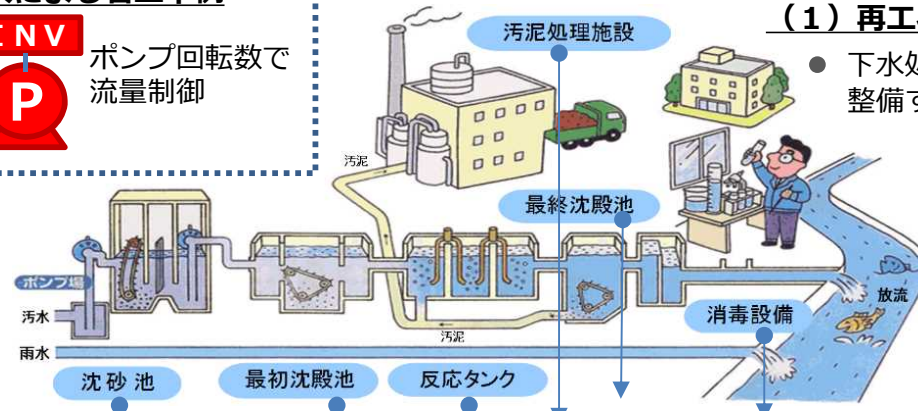 INV
P
ポンプ回転数で
流量制御
(1)再エ
● 下水処
整備す
汚泥処理施設
汚泥
最終沈殿池
ポンプ場
汚水
雨水
汚泥
消毒設備
放流
沈砂池
最初沈殿池
反応タンク